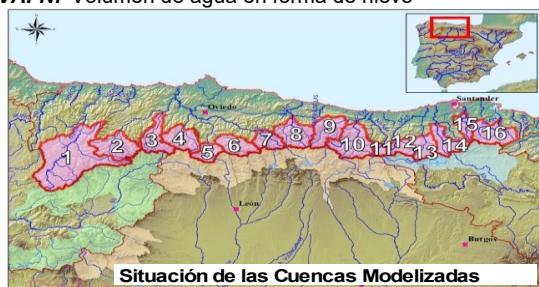 VAFN: Volumen de agua en forma de nieve
Oviedo
Santander
1 2 3 4 5 6 7 8 9 10 11 12 13 14 15 16
León
Burgos
Situación de las Cuencas Modelizadas